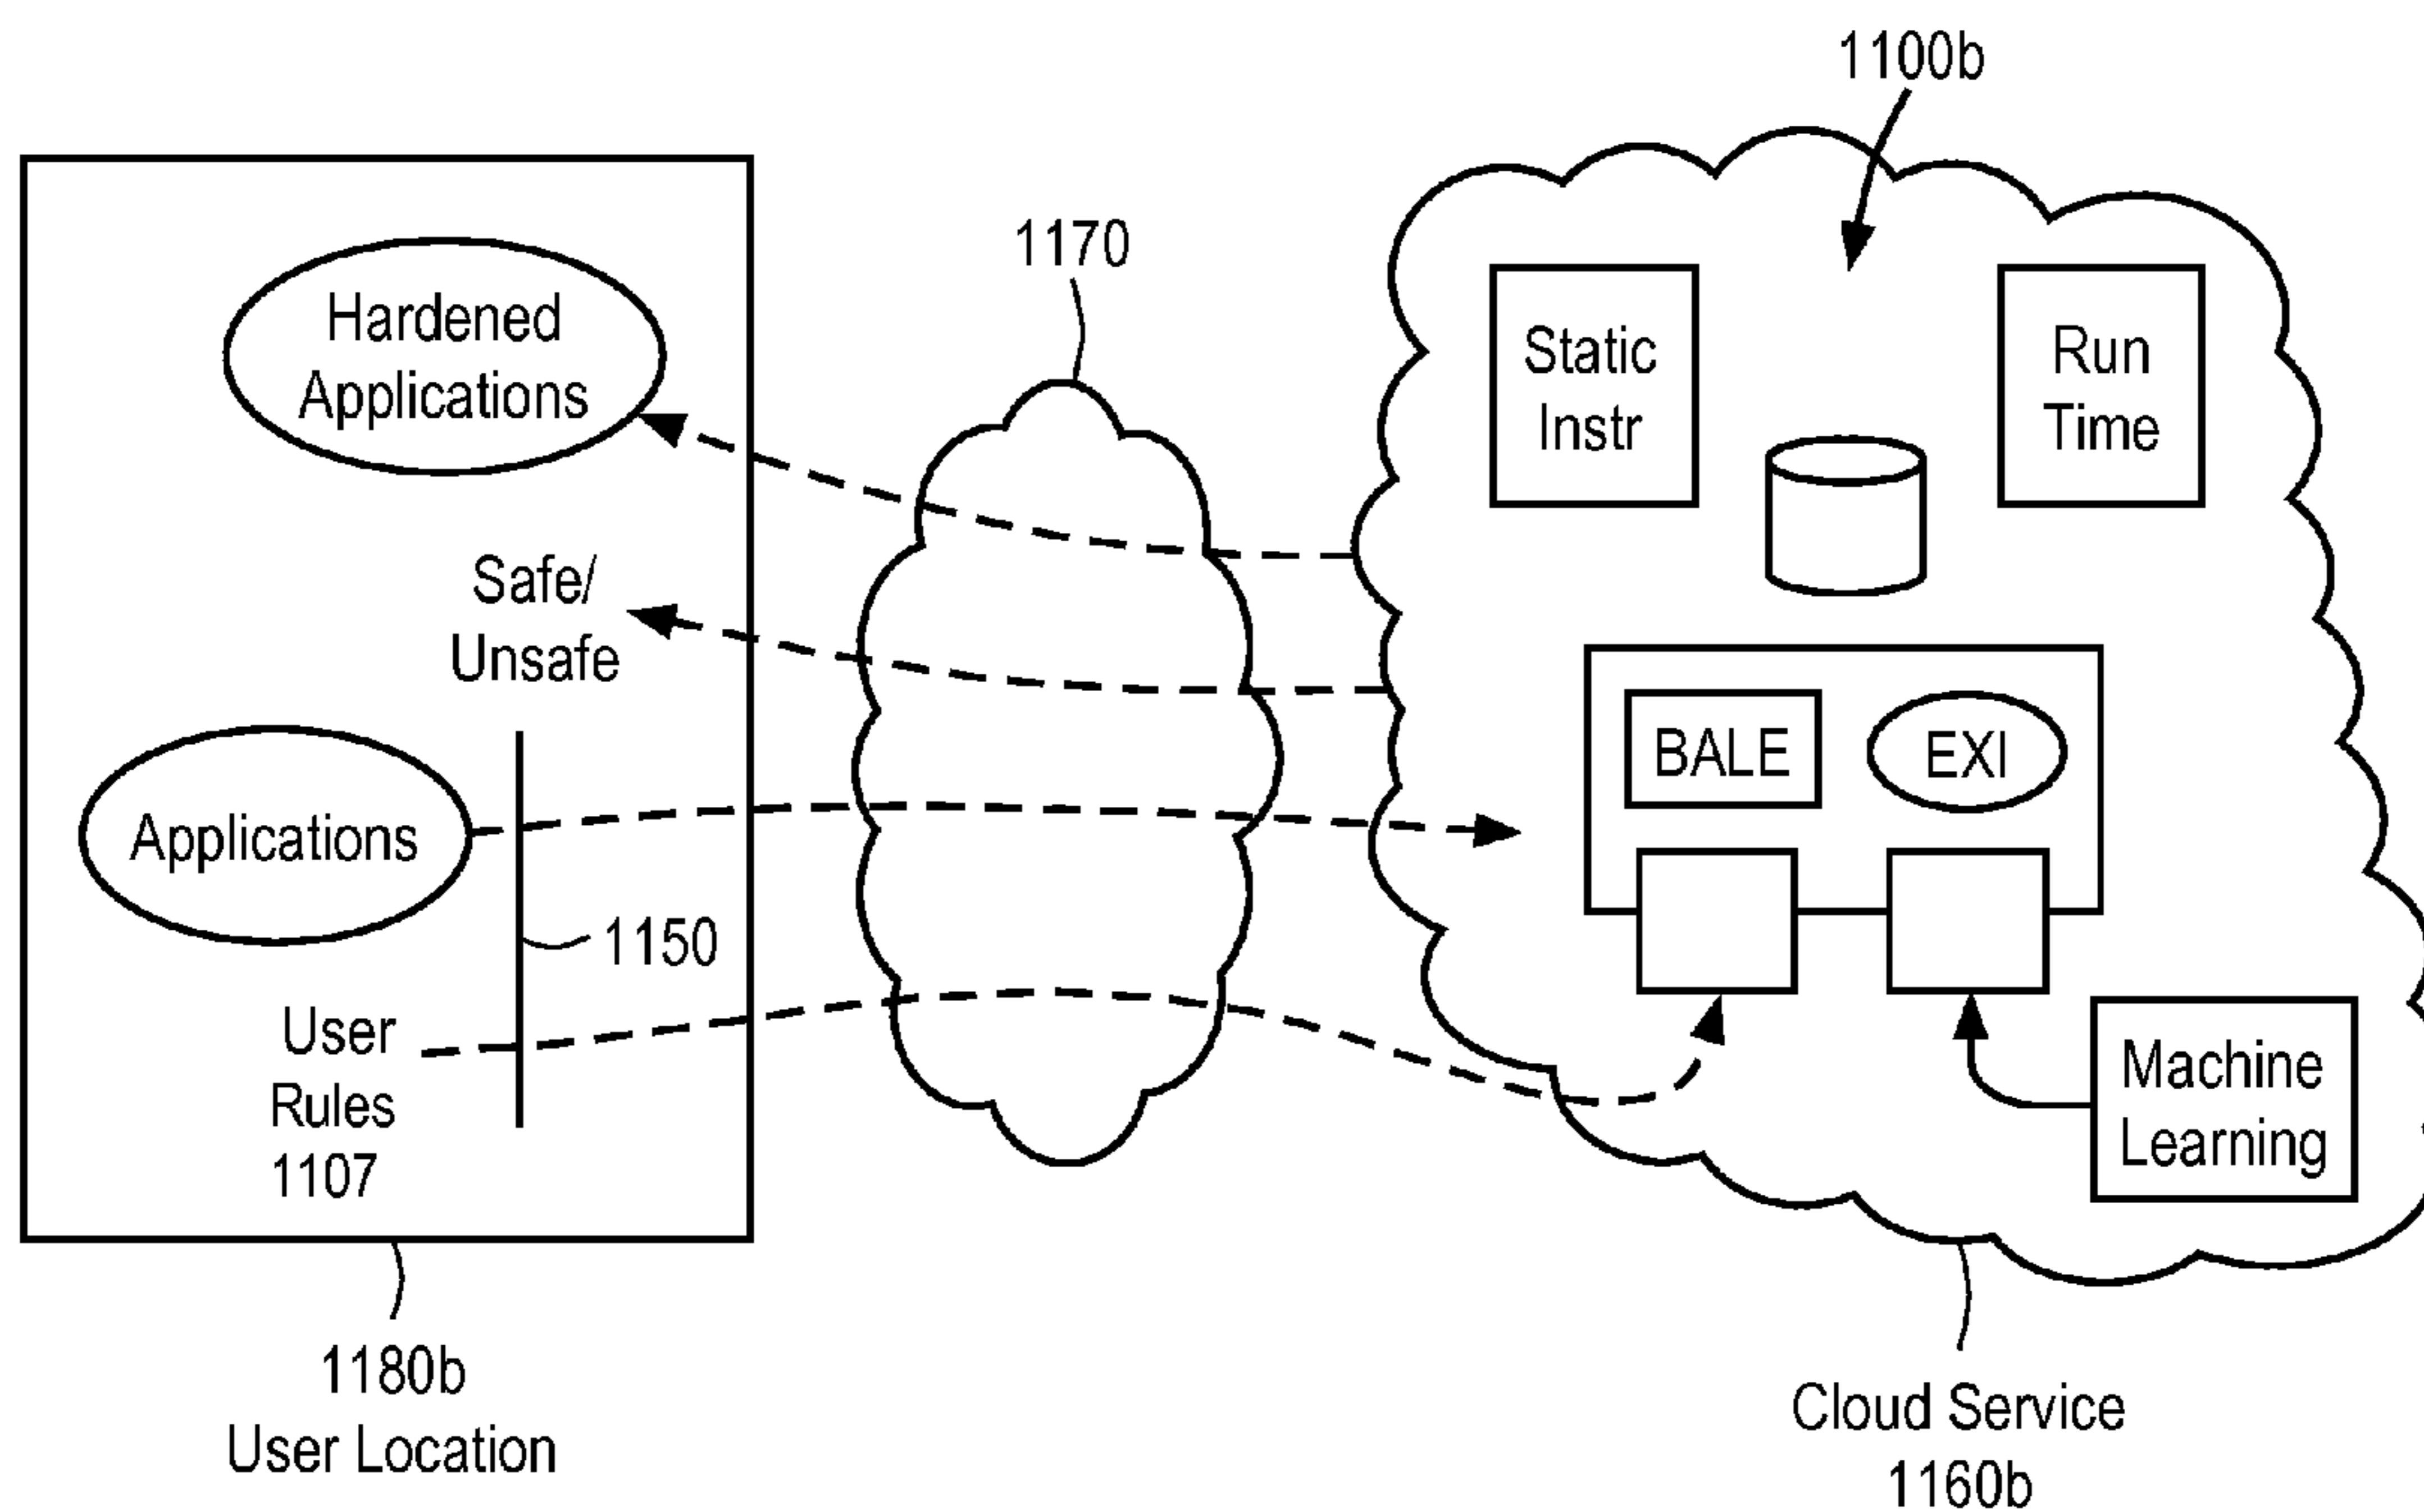 1100b
1170
Hardened
Applications
Static
Instr
Run
Time
Safe/
Unsafe
BALE
EXI
Applications
1150
User
Rules
1107
Machine
Learning
1180b
User Location
Cloud Service
1160b